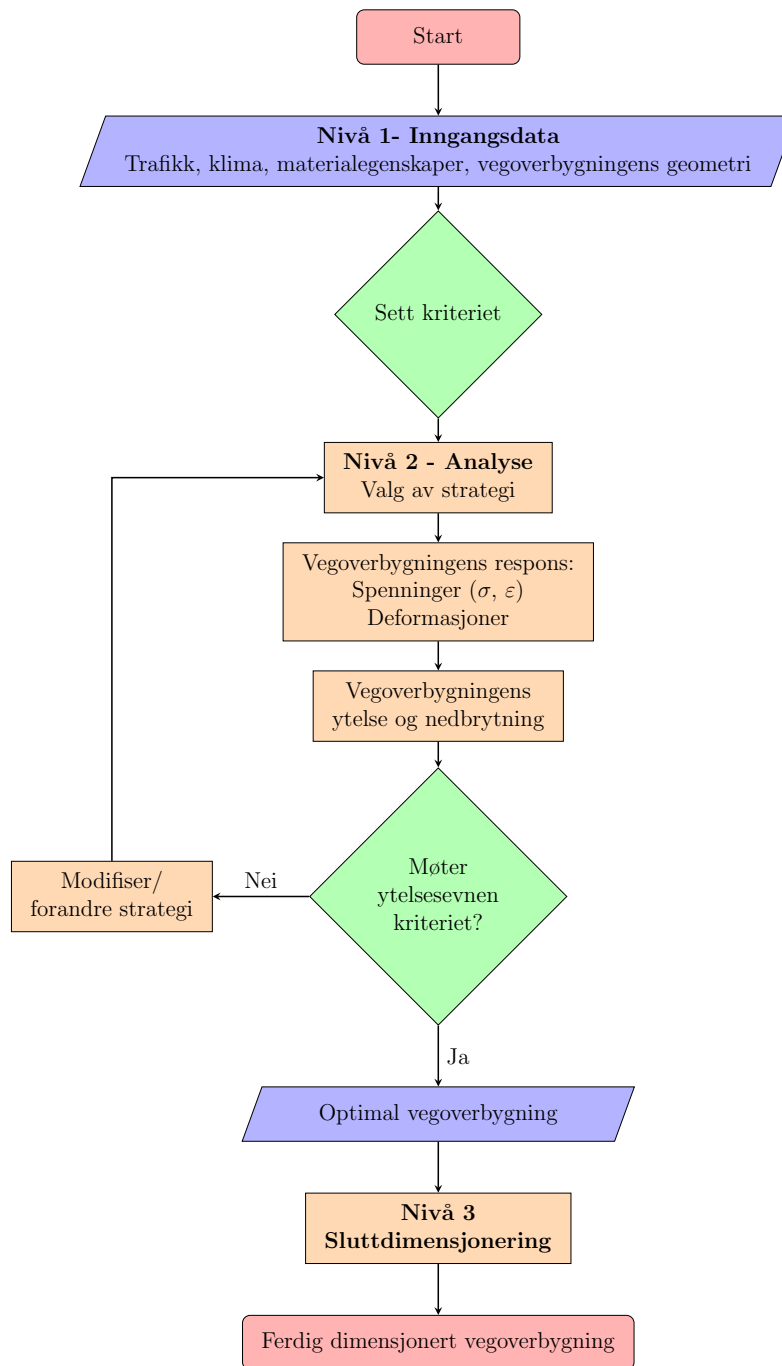 Start
Nivå 1- Inngangsdata
Trafikk, klima, materialegenskaper, vegoverbygningens geometri
Sett kriteriet
Nivå 2 - Analyse
Valg av strategi
Vegoverbygningens respons:
Spenninger (σ, ε)
Deformasjoner
Vegoverbygningens
ytelse og nedbrytning
Møter
ytelsesevnen
kriteriet?
Nei
Modifiser/
forandre strategi
Ja
Optimal vegoverbygning
Nivå 3
Sluttdimensjonering
Ferdig dimensjonert vegoverbygning